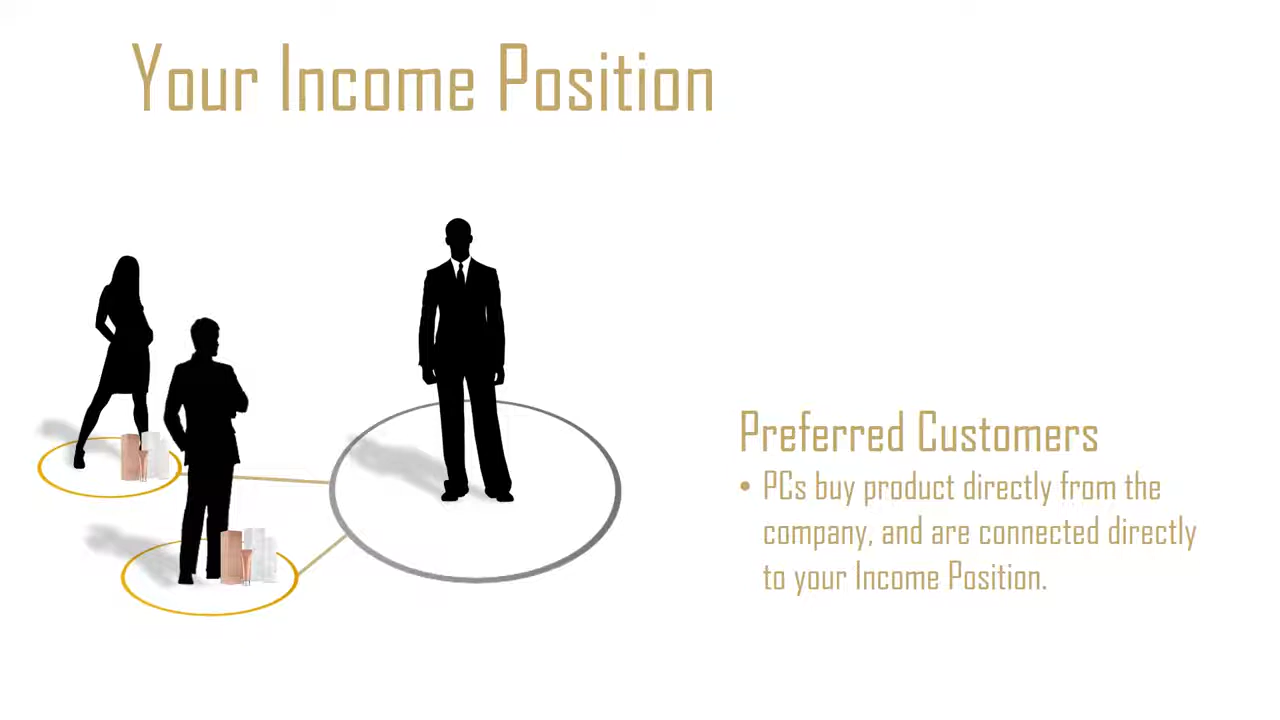 Your Income Position
Preferred Customers
• PCs buy product directly from the
company, and are connected directly
to your Income Position.